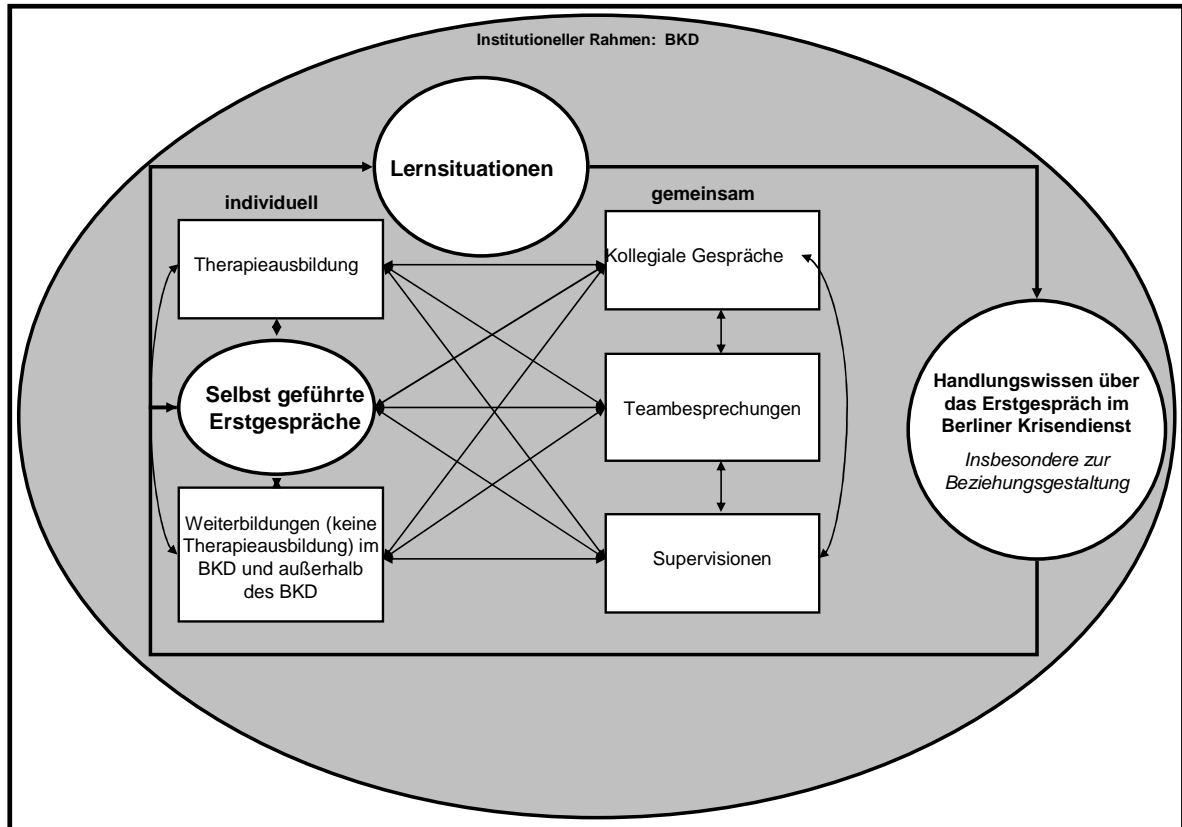 Institutioneller Rahmen: BKD
Lernsituationen
individuell
gemeinsam
Therapieausbildung
Kollegiale Gespräche
Selbst geführte
Erstgespräche
Teambesprechungen
Handlungswissen über
das Erstgespräch im
Berliner Krisendienst
Insbesondere zur
Beziehungsgestaltung
Weiterbildungen (keine
Therapieausbildung) im
BKD und außerhalb
des BKD
Supervisionen